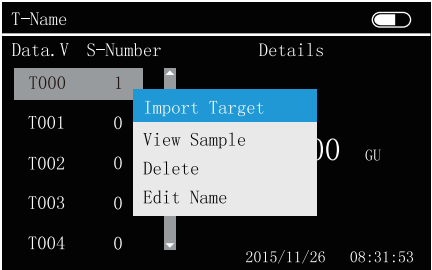 T-Name
Data.V S-Number Details
T000 1
Import Target
T001 0
View Sample
T002 0 00 GU
Delete
T003 0
Edit Name
T004 0
2015/11/26 08:31:53